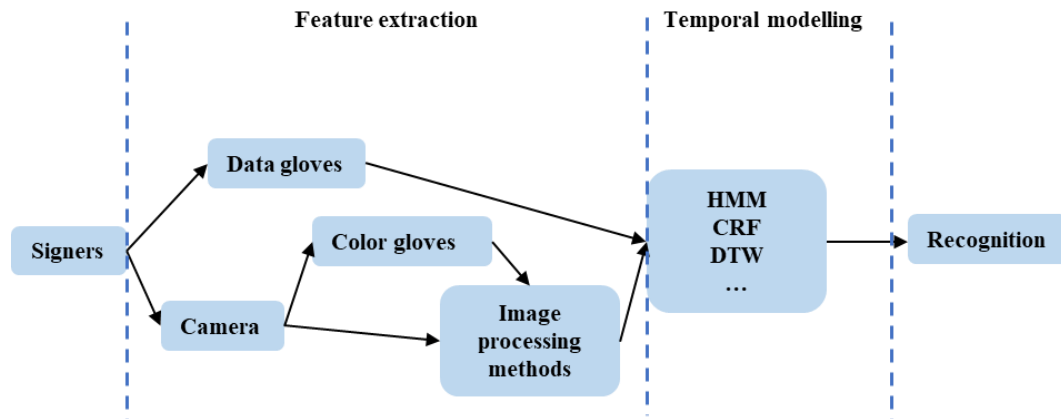 Feature extraction
Temporal modelling
Data gloves
HMM
CRF
DTW
...
Signers
Color gloves
Recognition
Camera
Image
processing
methods